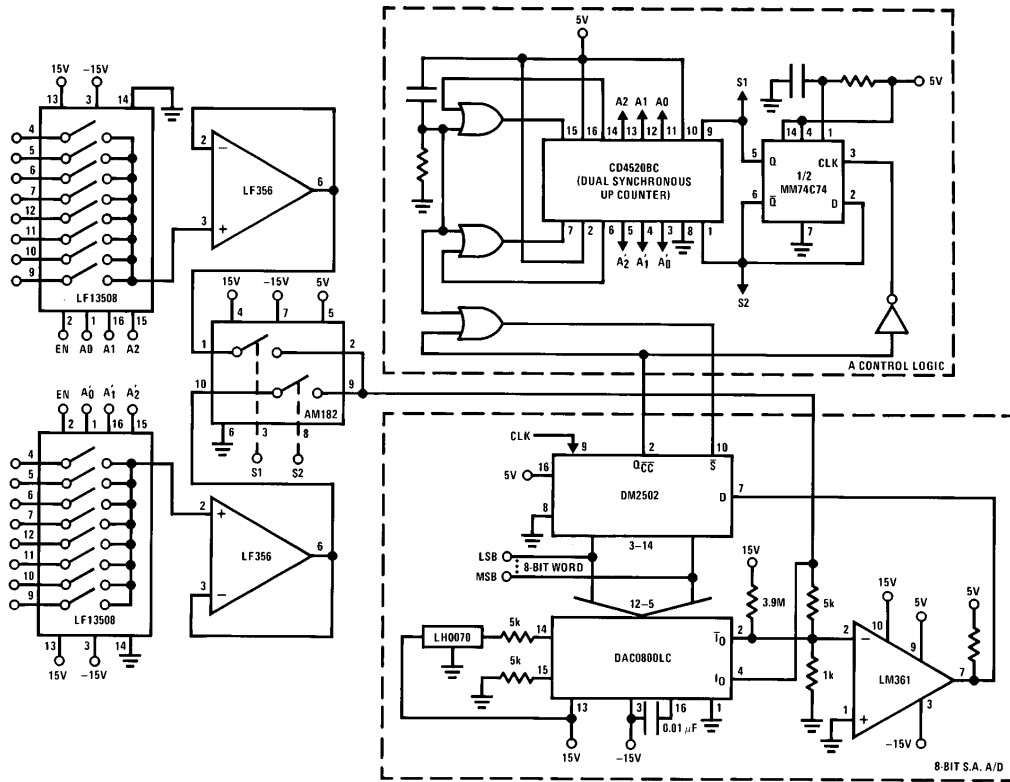 15V
-15V
13
3
14
4
5
6
7
12
11
10
9
LF13508
2
1
16
15
EN
A0
A1
A2
2
−
LF356
6
3
+
15V
-15V
5V
4
7
5
1
2
10
9
AM182
6
3
8
S1
S2
EN
A'0
A'1
A'2
2
1
16
15
4
5
6
7
12
11
10
9
LF13508
13
3
14
15V
-15V
2
+
LF356
6
3
−
5V
A2
A1
A0
15
16
14
13
12
11
10
9
CD4520BC
(DUAL SYNCHRONOUS
UP COUNTER)
7
2
6
5
4
3
8
1
A'2
A'1
A'0
S1
S2
5V
14
4
1
5
Q
CLK
3
1/2
MM74C74
6
Q
D
2
7
A CONTROL LOGIC
CLK
9
2
10
QCC
S
5V
16
DM2502
D
7
8
3–14
LSB
MSB
8-BIT WORD
12–5
15V
3.9M
5k
LH0070
5k
14
5k
15
DAC0800LC
I0
2
I0
4
13
3
16
1
0.01 μF
15V
-15V
1k
15V
5V
5V
10
9
2
−
LM361
7
1
+
3
-15V
8-BIT S.A. A/D